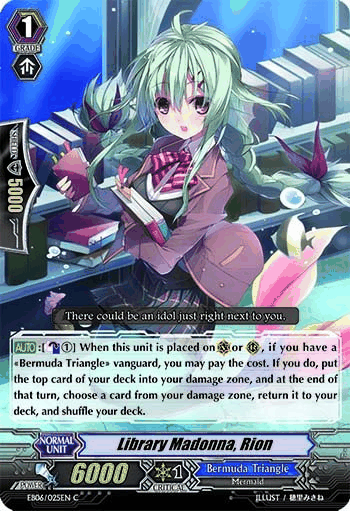 1
GRADE
SHIELD
5000
There could be an idol just right next to you.
AUTO :[ ①] When this unit is placed on or , if you have a
«Bermuda Triangle» vanguard, you may pay the cost. If you do, put
the top card of your deck into your damage zone, and at the end
of that turn, choose a card from your damage zone, return it to your
deck, and shuffle your deck.
NORMAL
UNIT
Library Madonna, Rion
POWER
6000
1
CRITICAL
Bermuda Triangle
Mermaid
EB06/025EN C
ILLUST / 穂里みきね